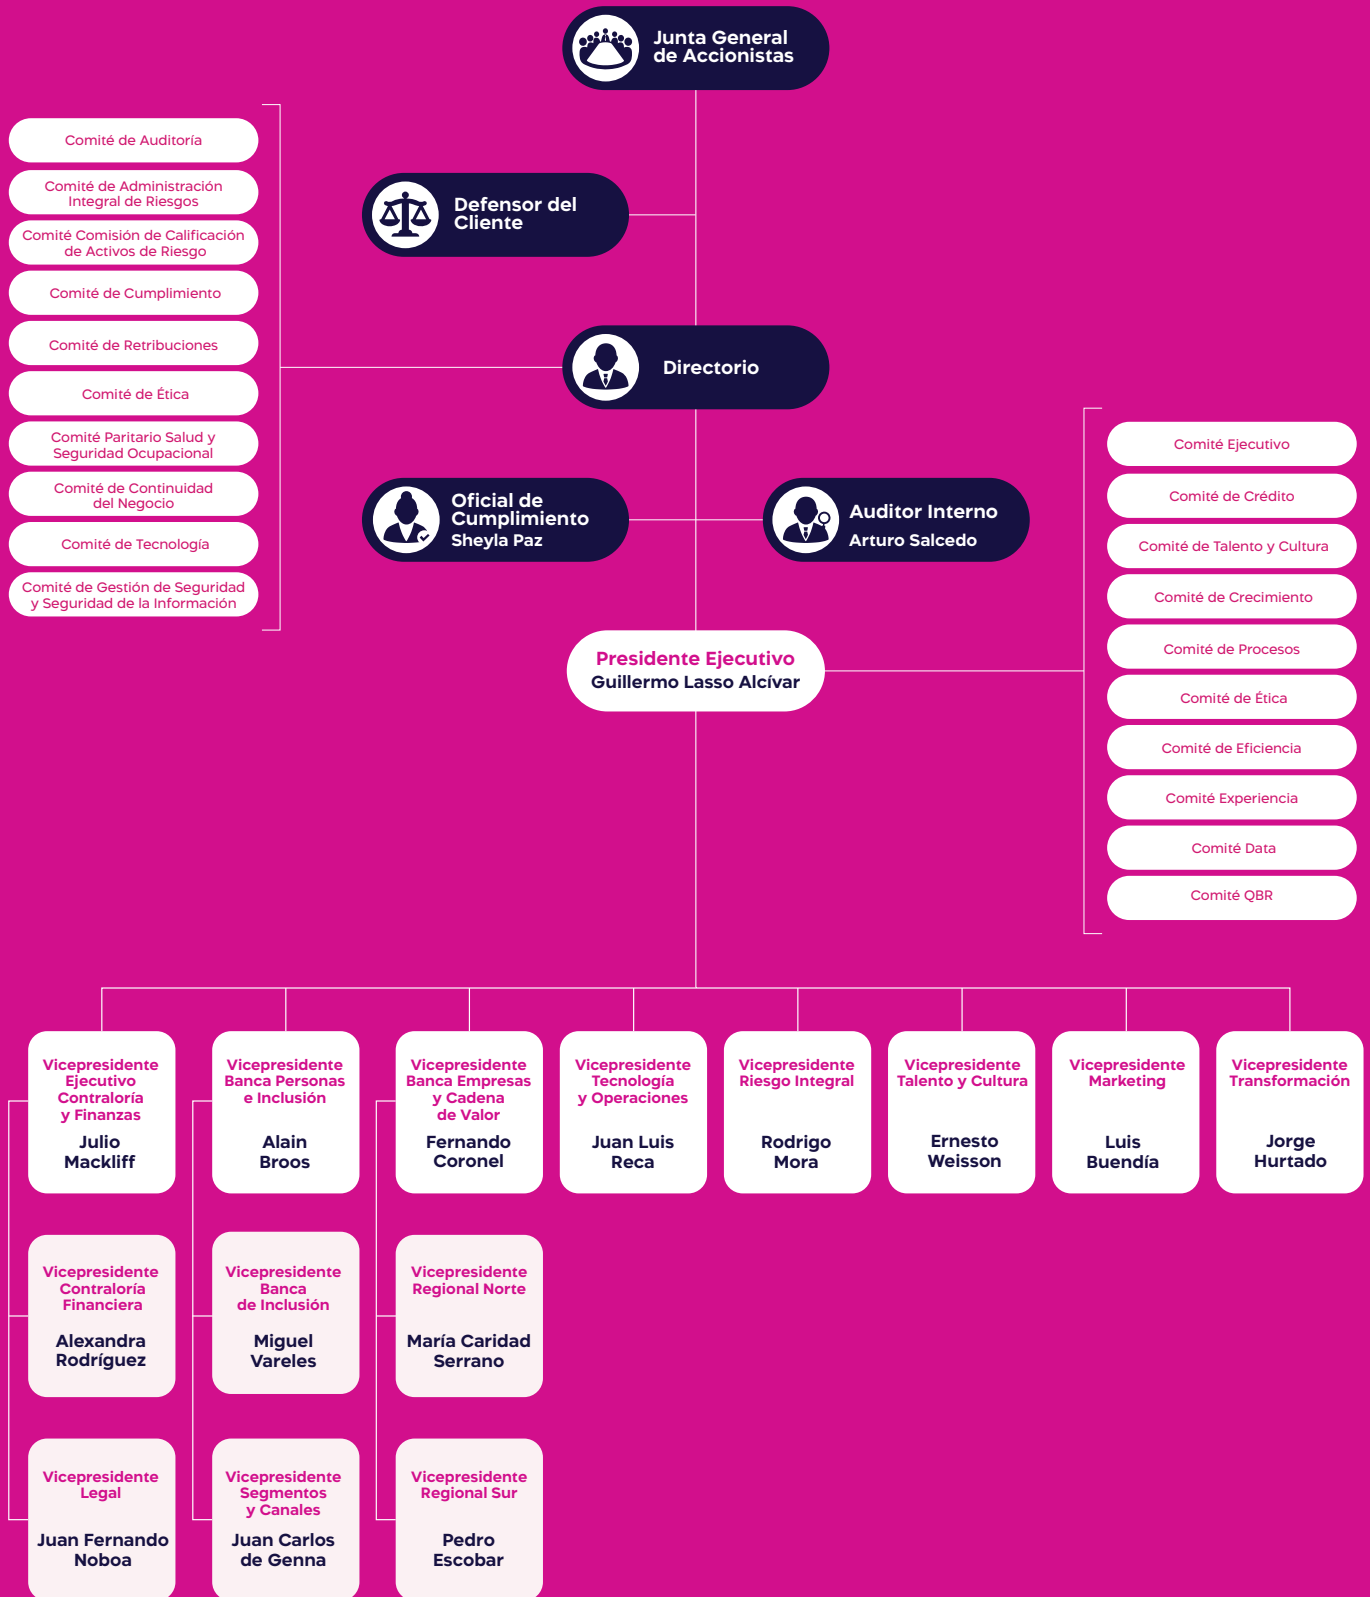 Junta General
de Accionistas
Comité de Auditoría
Comité de Administración
Integral de Riesgos
Comité Comisión de Calificación
de Activos de Riesgo
Comité de Cumplimiento
Comité de Retribuciones
Comité de Ética
Comité Paritario Salud y
Seguridad Ocupacional
Comité de Continuidad
del Negocio
Comité de Tecnología
Comité de Gestión de Seguridad
y Seguridad de la Información
Defensor del
Cliente
Directorio
Oficial de
Cumplimiento
Sheyla Paz
Auditor Interno
Arturo Salcedo
Presidente Ejecutivo
Guillermo Lasso Alcívar
Comité Ejecutivo
Comité de Crédito
Comité de Talento y Cultura
Comité de Crecimiento
Comité de Procesos
Comité de Ética
Comité de Eficiencia
Comité Experiencia
Comité Data
Comité QBR
Vicepresidente
Ejecutivo
Contraloría
y Finanzas
Julio
Mackliff
Vicepresidente
Banca Personas
e Inclusión
Alain
Broos
Vicepresidente
Banca Empresas
y Cadena
de Valor
Fernando
Coronel
Vicepresidente
Tecnología
y Operaciones
Juan Luis
Reca
Vicepresidente
Riesgo Integral
Rodrigo
Mora
Vicepresidente
Talento y Cultura
Ernesto
Weisson
Vicepresidente
Marketing
Luis
Buendía
Vicepresidente
Transformación
Jorge
Hurtado
Vicepresidente
Contraloría
Financiera
Alexandra
Rodríguez
Vicepresidente
Banca
de Inclusión
Miguel
Vareles
Vicepresidente
Regional Norte
María Caridad
Serrano
Vicepresidente
Legal
Juan Fernando
Noboa
Vicepresidente
Segmentos
y Canales
Juan Carlos
de Genna
Vicepresidente
Regional Sur
Pedro
Escobar